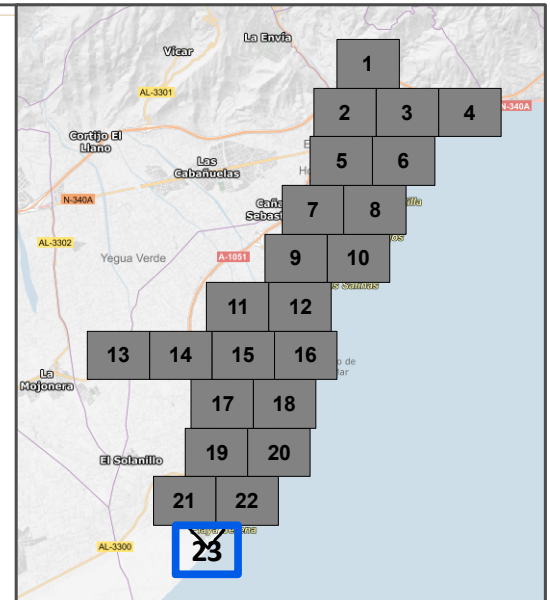 La Envía
Vícar
1
AL-3301
2 3 4
N-340A
Cortijo El
Llano
5 6
Las
Cabañuelas
N-340A
7 8
AL-3302
Yegua Verde
A-1051
9 10
11 12
13 14 15 16
La
Mojonera
17 18
El Solanillo
19 20
21 22
AL-3300
23